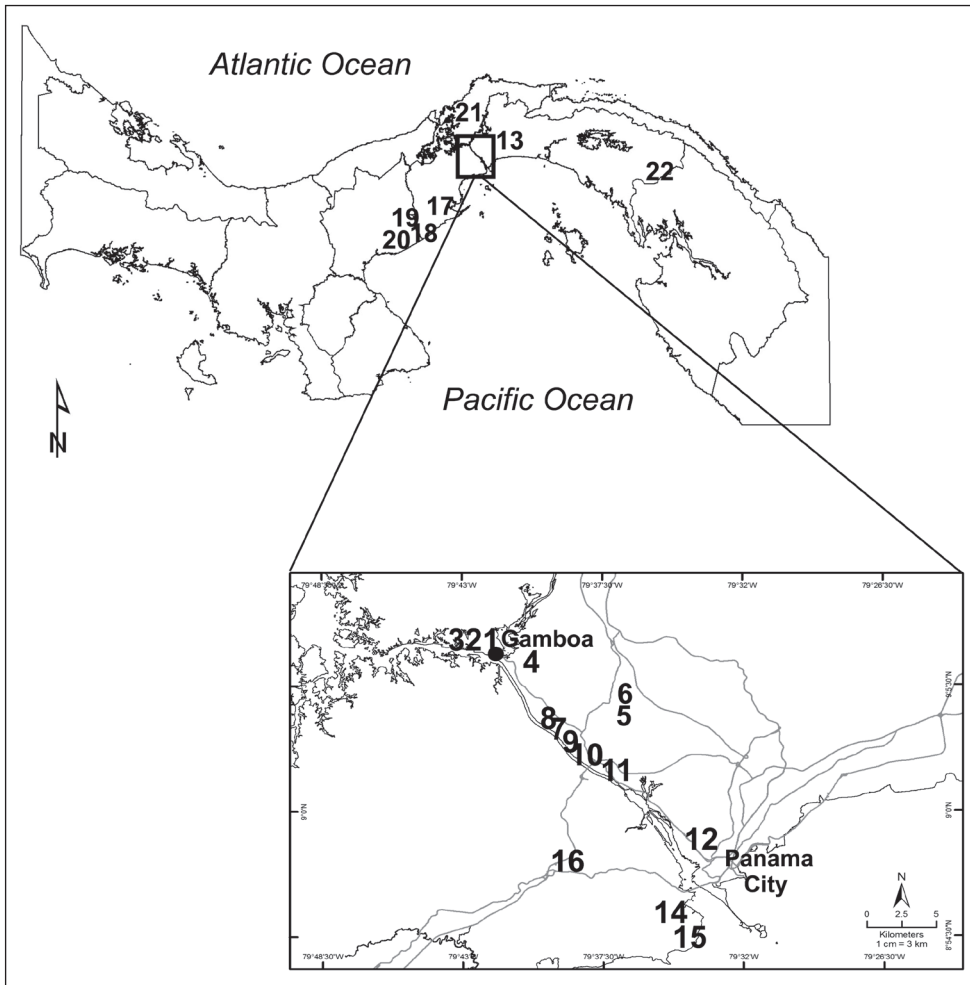 Atlantic Ocean
21
13
22
17
19
18
20
Pacific Ocean
N
79°48'30"W
79°43'W
79°37'30"W
79°32'W
79°26'30"W
321 Gamboa
4
6
5
8
7
9
10
11
12
Panama
City
16
14
15
N
0 2.5 5
Kilometers
1 cm = 3 km
9°0'N
9°0'N
79°48'30"W
79°43'W
79°37'30"W
79°32'W
79°26'30"W